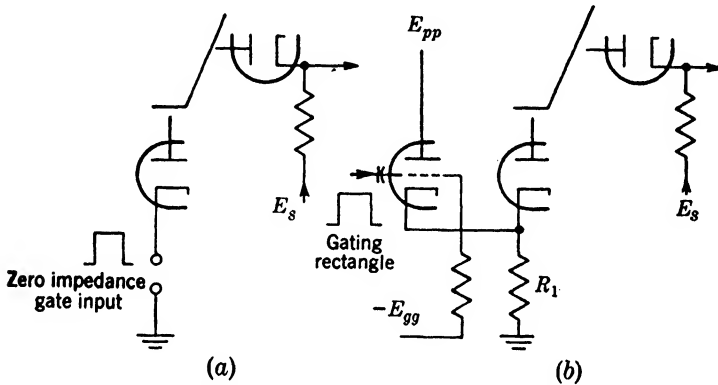 E_s
Zero impedance
gate input
(a)
E_pp
Gating
rectangle
-E_gg
R_1
E_s
(b)